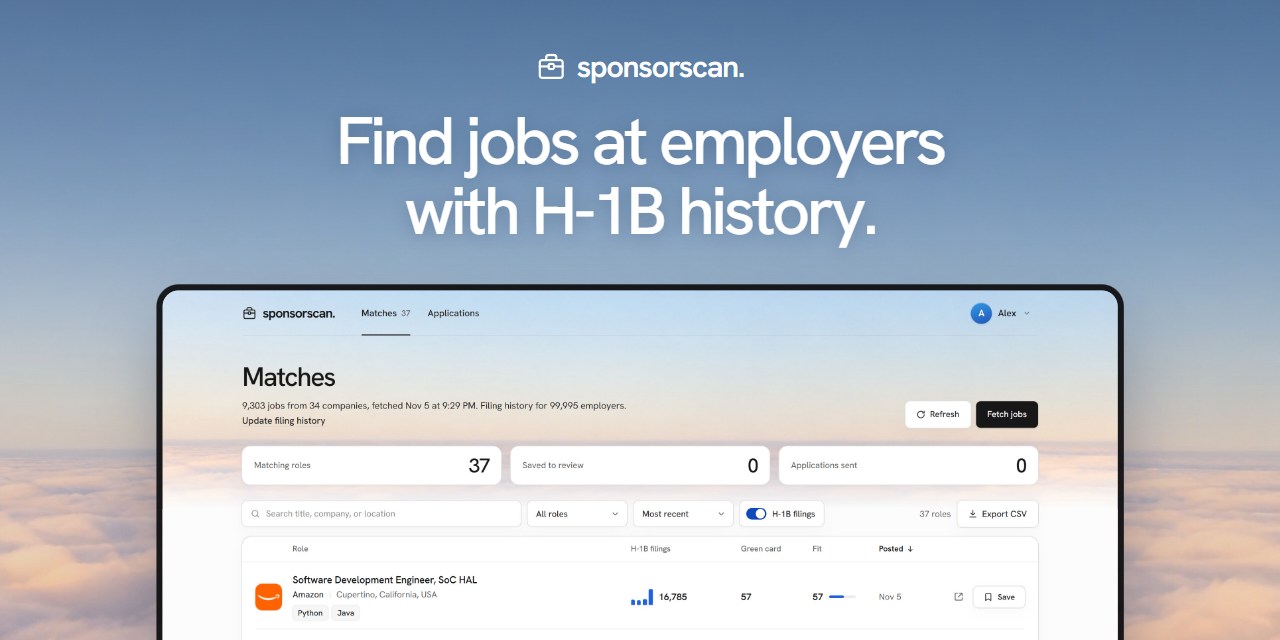 sponsorscan.
Find jobs at employers
with H-1B history.
sponsorscan.
Matches 37
Applications
A
Alex
Matches
9,303 jobs from 34 companies, fetched Nov 5 at 9:29 PM. Filing history for 99,995 employers.
Update filing history
Refresh
Fetch jobs
Matching roles
37
Saved to review
0
Applications sent
0
Search title, company, or location
All roles
Most recent
H-1B filings
37 roles
Export CSV
Role
H-1B filings
Green card
Fit
Posted ↓
Software Development Engineer, SoC HAL
Amazon
Cupertino, California, USA
Python
Java
16,785
57
57
Nov 5
Save